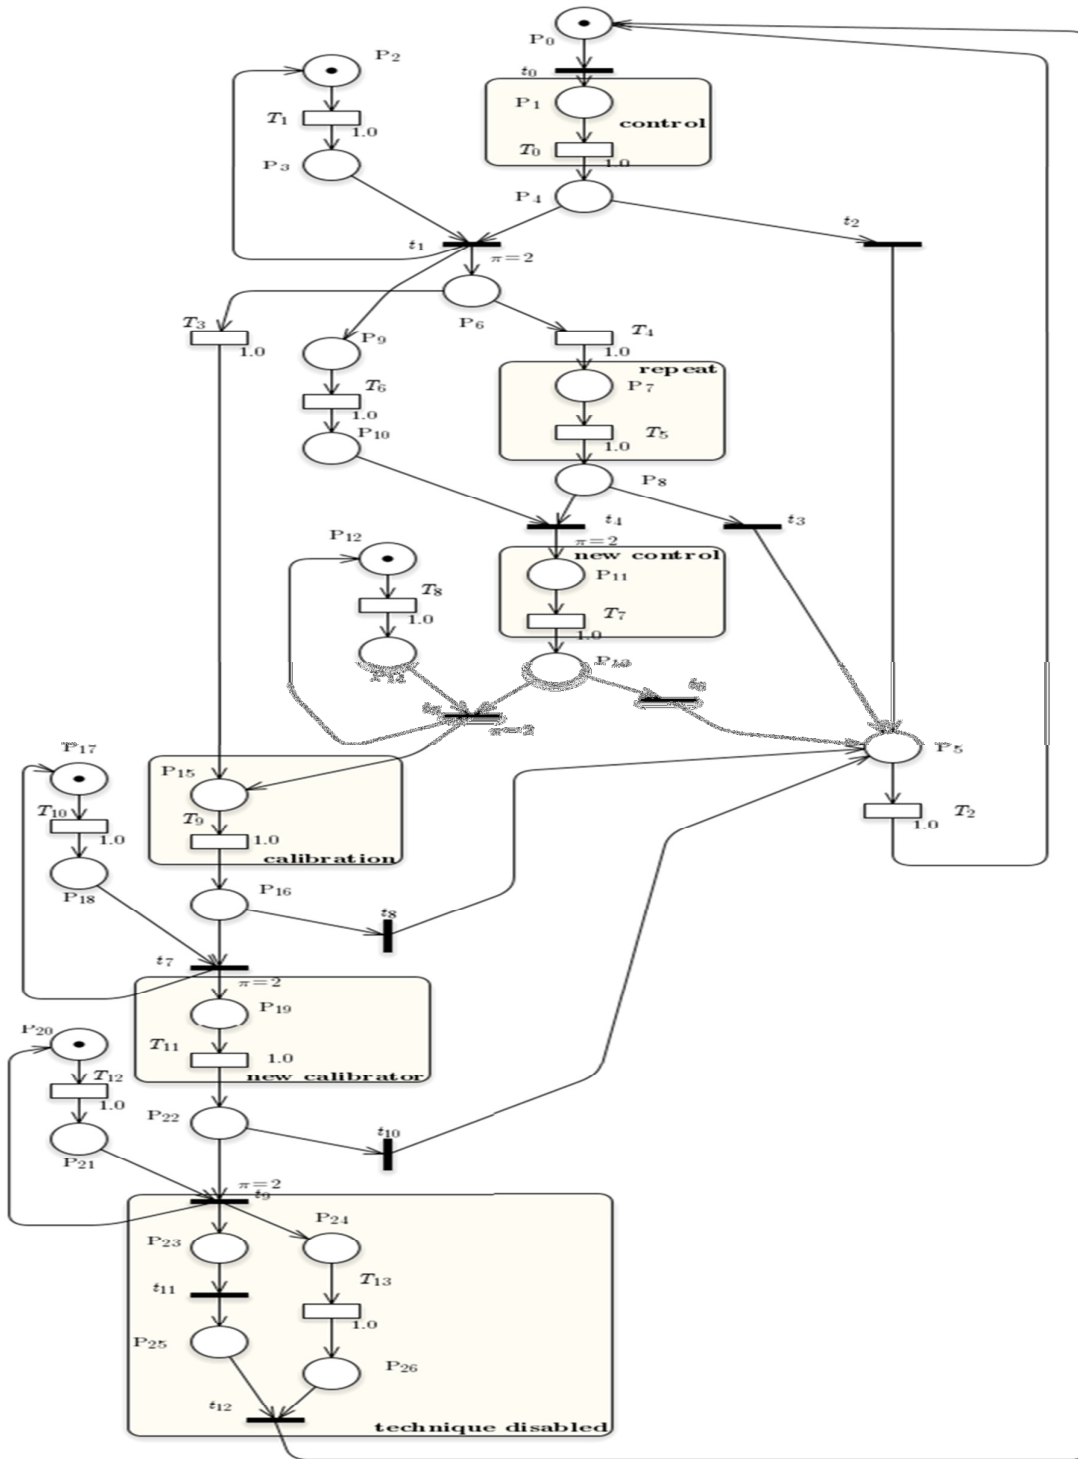 P₀
P₂
t₀
P₁
control
T₁
1.0
T₀
1.0
P₃
P₄
t₂
t₁
π=2
P₆
T₃
1.0
P₉
T₄
1.0
repeat
T₆
1.0
P₇
T₅
1.0
P₁₀
P₈
t₄
t₃
π=2
P₁₂
new control
P₁₁
T₈
1.0
T₇
1.0
π=2
P₁₇
P₅
P₁₅
T₁₀
1.0
T₉
1.0
T₂
1.0
calibration
P₁₈
P₁₆
t₈
t₇
π=2
P₁₉
P₂₀
T₁₁
1.0
new calibrator
T₁₂
1.0
P₂₂
t₁₀
P₂₁
π=2
t₉
P₂₄
P₂₃
T₁₃
1.0
t₁₁
P₂₅
P₂₆
t₁₂
technique disabled